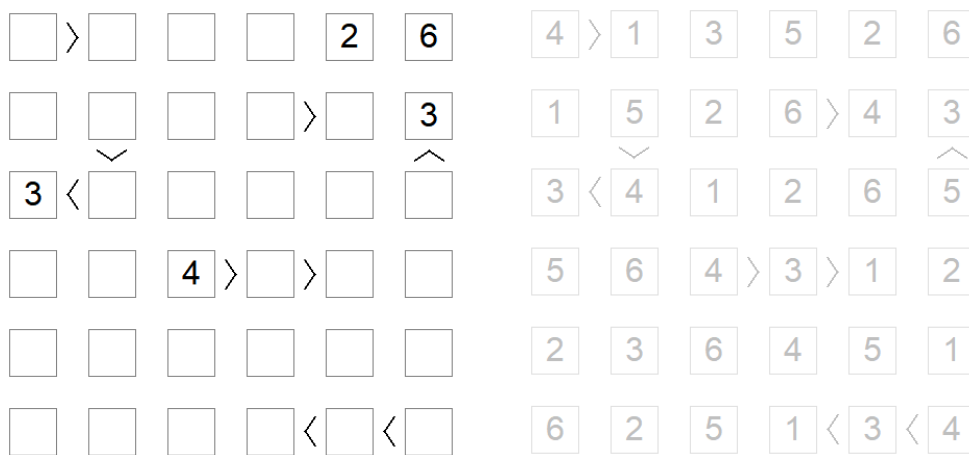 > 2 6 4 > 1 3 5 2 6
> 3 1 5 2 6 > 4 3
3 < 3 < 4 1 2 6 5
4 > > 5 6 4 > 3 > 1 2
2 3 6 4 5 1
< < 6 2 5 1 < 3 < 4